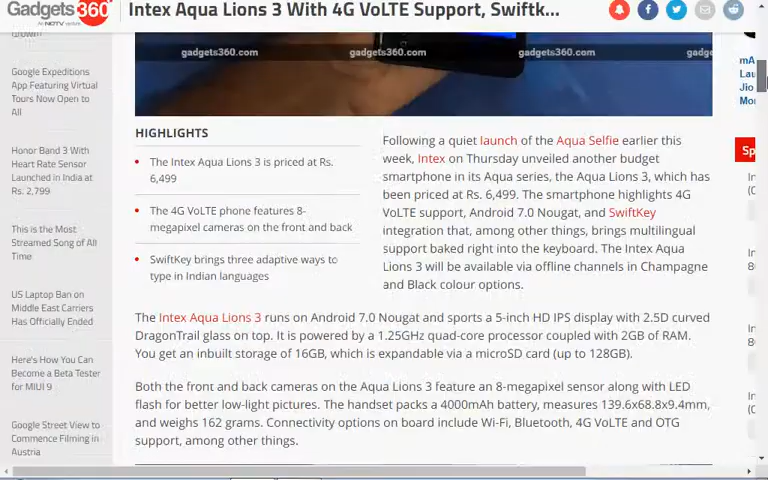 Gadgets 360°
AN NDTV venture
Intex Aqua Lions 3 With 4G VoLTE Support, Swiftk...
gadgets360.com gadgets360.com gadgets360.com gadg
Google Expeditions
App Featuring Virtual
Tours Now Open to
All
Honor Band 3 With
Heart Rate Sensor
Launched in India at
Rs. 2,799
This is the Most
Streamed Song of All
Time
US Laptop Ban on
Middle East Carriers
Has Officially Ended
Here's How You Can
Become a Beta Tester
for MIUI 9
Google Street View to
Commence Filming in
Austria
HIGHLIGHTS
The Intex Aqua Lions 3 is priced at Rs.
6,499
The 4G VoLTE phone features 8-
megapixel cameras on the front and back
SwiftKey brings three adaptive ways to
type in Indian languages
Following a quiet launch of the Aqua Selfie earlier this
week, Intex on Thursday unveiled another budget
smartphone in its Aqua series, the Aqua Lions 3, which has
been priced at Rs. 6,499. The smartphone highlights 4G
VoLTE support, Android 7.0 Nougat, and SwiftKey
integration that, among other things, brings multilingual
support baked right into the keyboard. The Intex Aqua
Lions 3 will be available via offline channels in Champagne
and Black colour options.
The Intex Aqua Lions 3 runs on Android 7.0 Nougat and sports a 5-inch HD IPS display with 2.5D curved
DragonTrail glass on top. It is powered by a 1.25GHz quad-core processor coupled with 2GB of RAM.
You get an inbuilt storage of 16GB, which is expandable via a microSD card (up to 128GB).
Both the front and back cameras on the Aqua Lions 3 feature an 8-megapixel sensor along with LED
flash for better low-light pictures. The handset packs a 4000mAh battery, measures 139.6x68.8x9.4mm,
and weighs 162 grams. Connectivity options on board include Wi-Fi, Bluetooth, 4G VoLTE and OTG
support, among other things.
mA
Lau
Jio
Mor
Sp